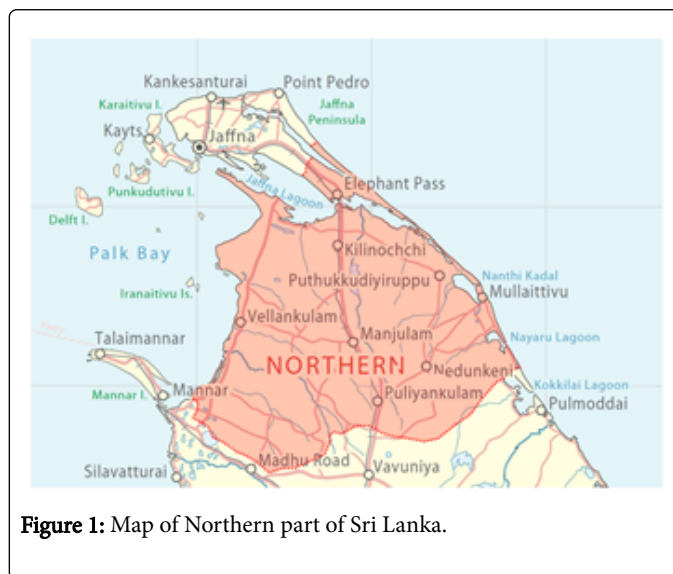 Kankesanturai
Point Pedro
Karaitivu I.
Jaffna
Peninsula
Kayts
Jaffna
Punkudutivu I.
Jaffna Lagoon
Elephant Pass
Delft I.
Palk Bay
Kilinochchi
Puthukkudiyiruppu
Nanthi Kadal
Iranaitivu Is.
Mullaittivu
Vellankulam
Nayaru Lagoon
Ferry
Talaimannar
Manjulam
NORTHERN
Nedunkeni
Mannar I.
Mannar
Kokkilai Lagoon
Puliyankulam
Pulmoddai
Madhu Road
Silavatturai
Vavuniya
Figure 1: Map of Northern part of Sri Lanka.